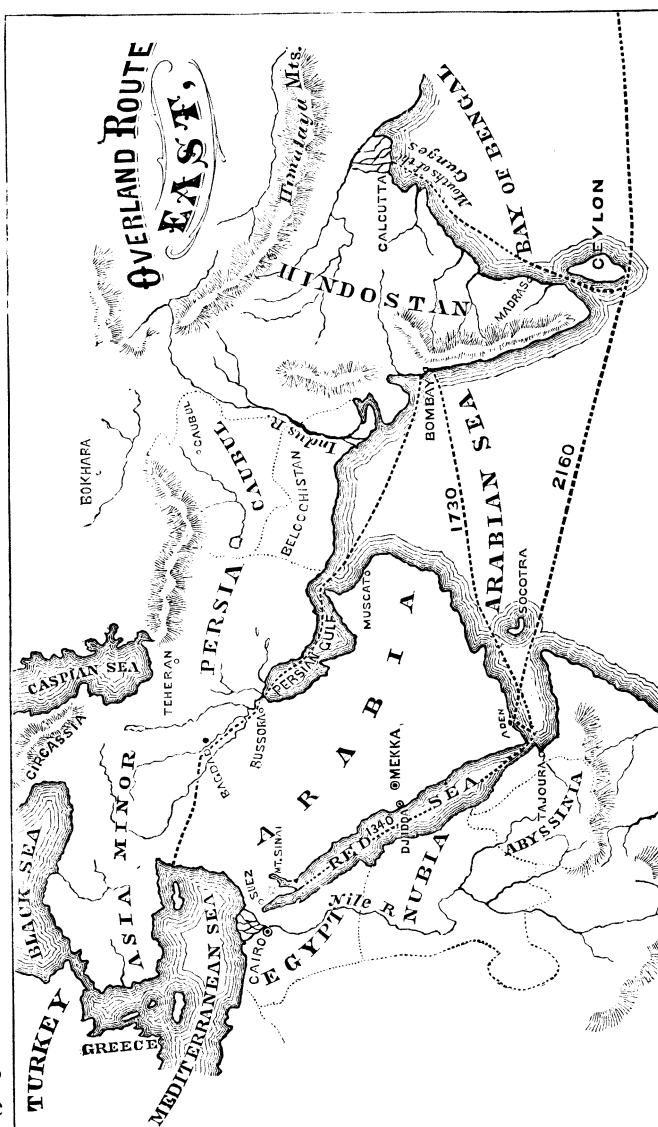 OVERLAND ROUTE
EAST,
TURKEY
BLACK SEA
CIRCASSIA
CASPIAN SEA
BOKHARA
Himalaya Mts.
GREECE
ASIA MINOR
TEHERAN
PERSIA
CAUBUL
CAUBUL
BELOOCHISTAN
Indus R.
HINDOSTAN
CALCUTTA
Mouths of the
Ganges
BAY OF BENGAL
MEDITERRANEAN SEA
BAGDAD
BUSSORA
PERSIAN GULF
MUSCAT
BOMBAY
MADRAS
CEYLON
CAIRO
SUEZ
MT. SINAI
EGYPT
Nile R.
ARABIA
RED SEA
1340
MEKKA
DJIDDA
NUBIA
ADEN
TAJOURA
ABYSSINIA
SOCOTRA
ARABIAN SEA
1730
2160